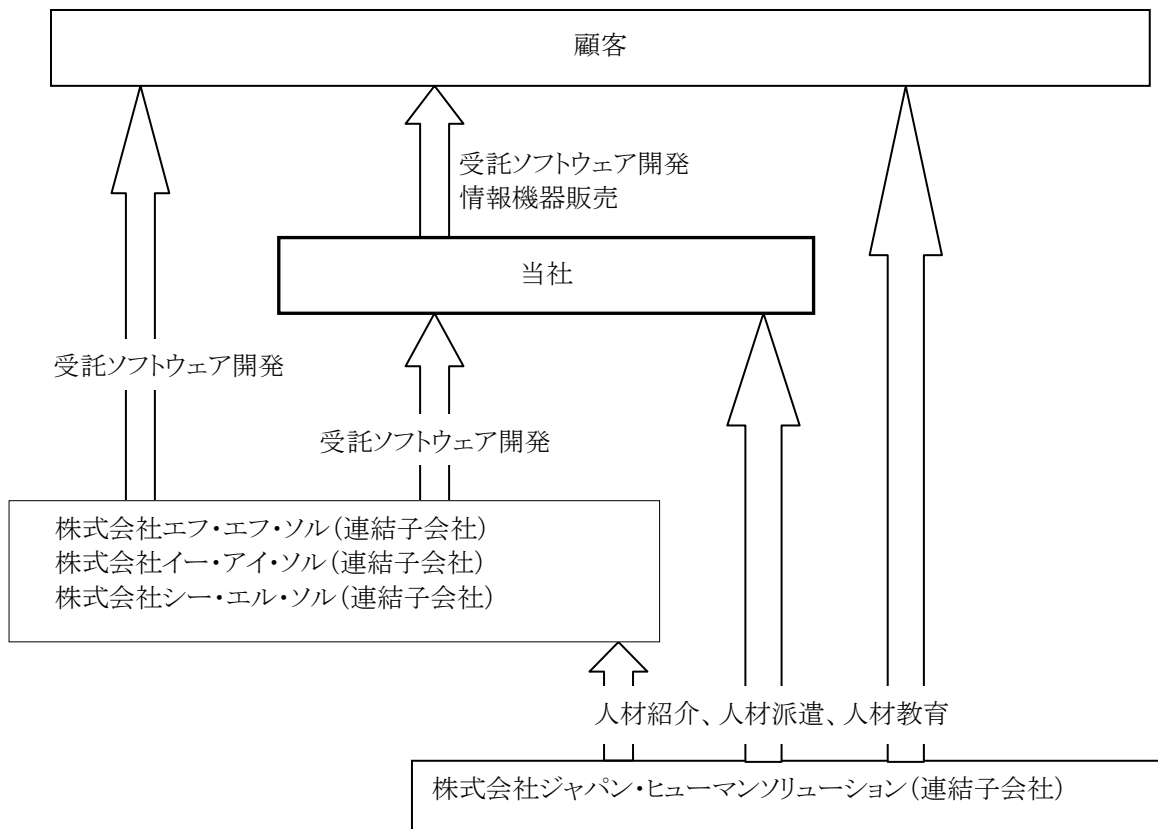 顧客
受託ソフトウェア開発
情報機器販売
当社
受託ソフトウェア開発
受託ソフトウェア開発
株式会社エフ・エフ・ソル（連結子会社）
株式会社イー・アイ・ソル（連結子会社）
株式会社シー・エル・ソル（連結子会社）
人材紹介、人材派遣、人材教育
株式会社ジャパン・ヒューマンソリューション（連結子会社）